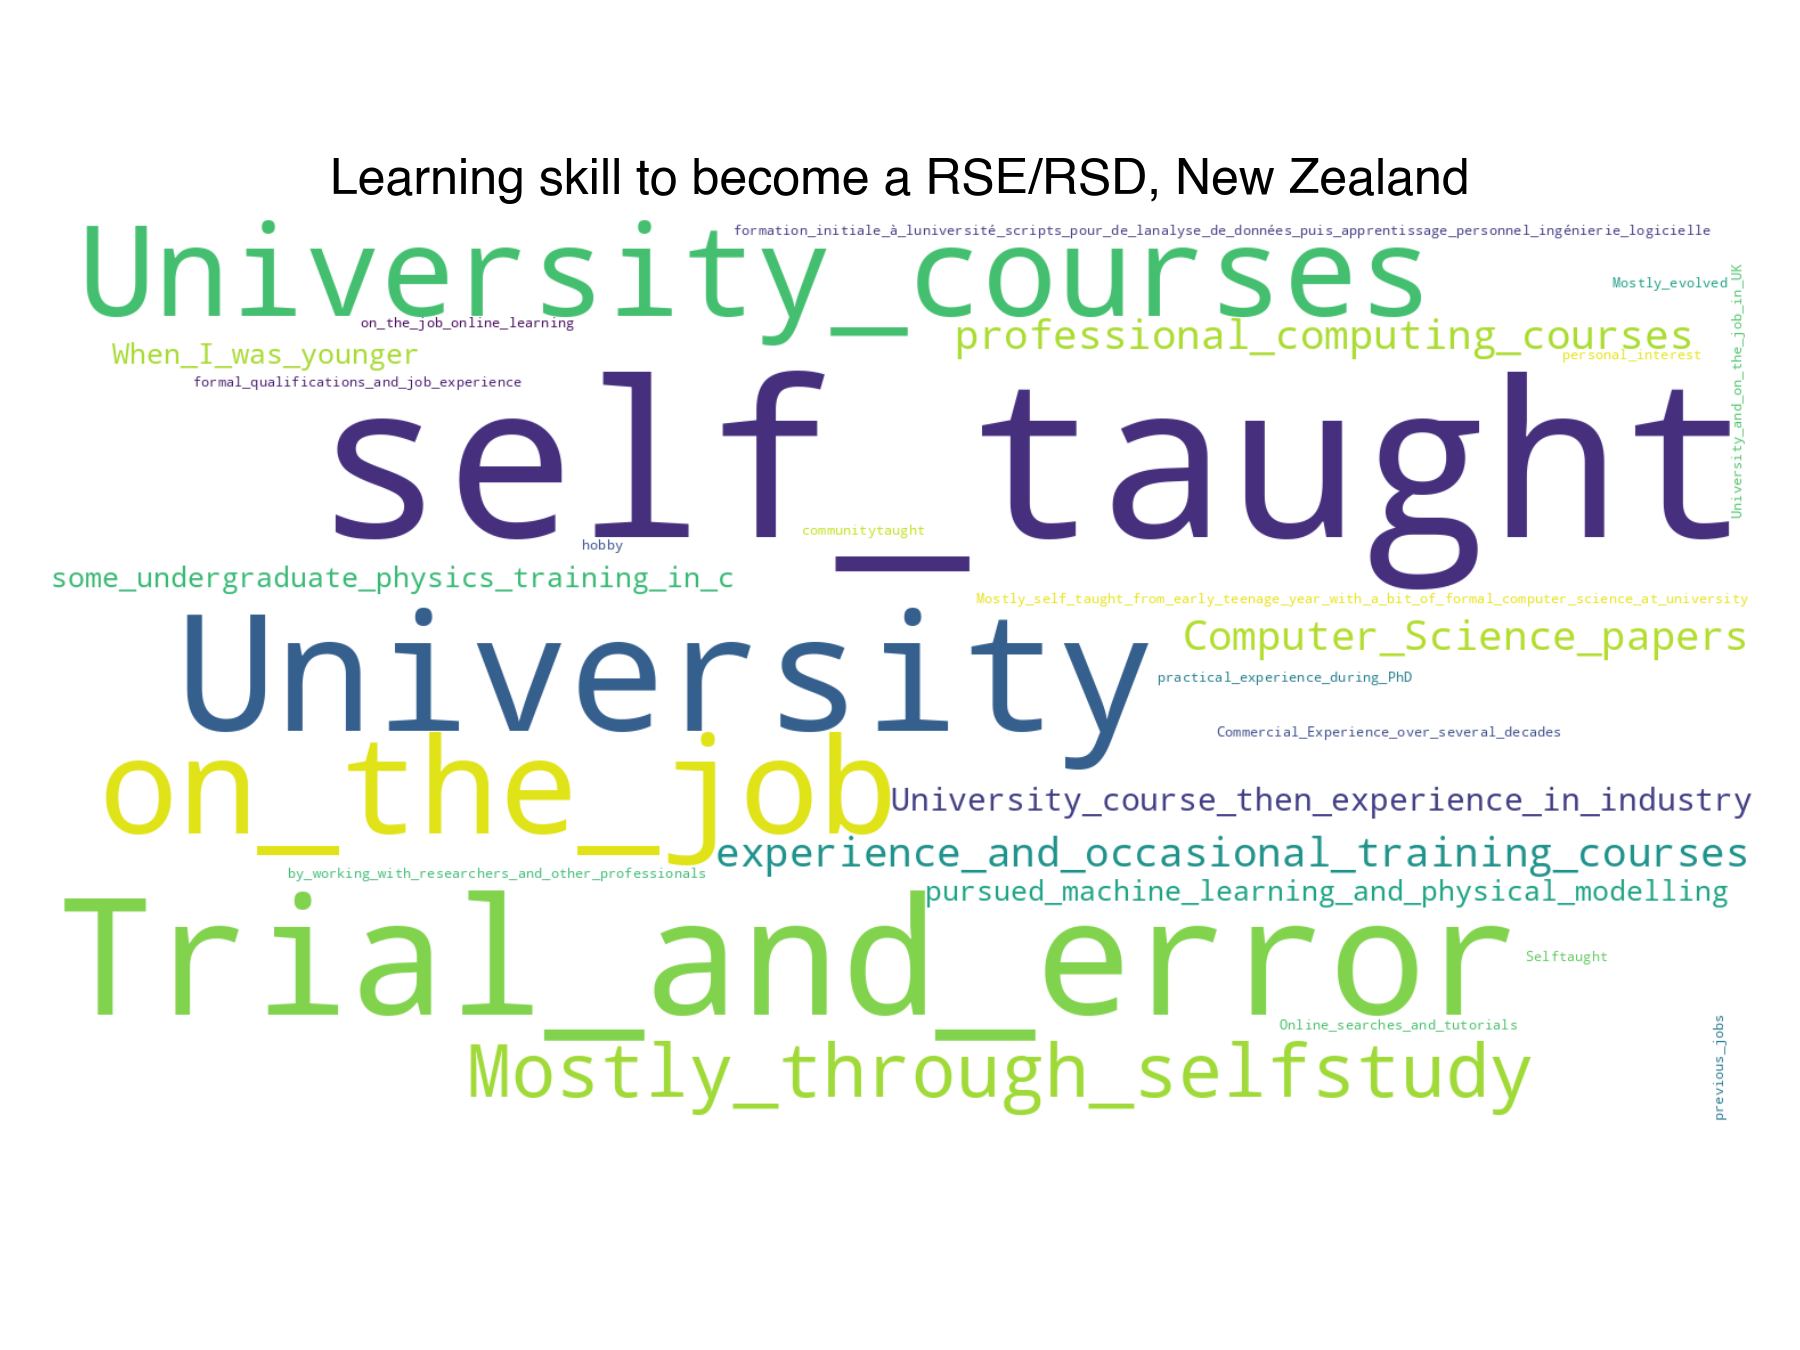 Learning skill to become a RSE/RSD, New Zealand
University_courses
formation_initiale_à_luniversité_scripts_pour_de_lanalyse_de_données_puis_apprentissage_personnel_ingénierie_logicielle
Mostly_evolved
University_and_on_the_job_in_UK
on_the_job_online_learning
professional_computing_courses
When_I_was_younger
personal_interest
formal_qualifications_and_job_experience
self_taught
communitytaught
hobby
some_undergraduate_physics_training_in_c
Mostly_self_taught_from_early_teenage_year_with_a_bit_of_formal_computer_science_at_university
University
Computer_Science_papers
practical_experience_during_PhD
Commercial_Experience_over_several_decades
on_the_job
University_course_then_experience_in_industry
experience_and_occasional_training_courses
by_working_with_researchers_and_other_professionals
pursued_machine_learning_and_physical_modelling
Trial_and_error
Selftaught
Online_searches_and_tutorials
previous_jobs
Mostly_through_selfstudy